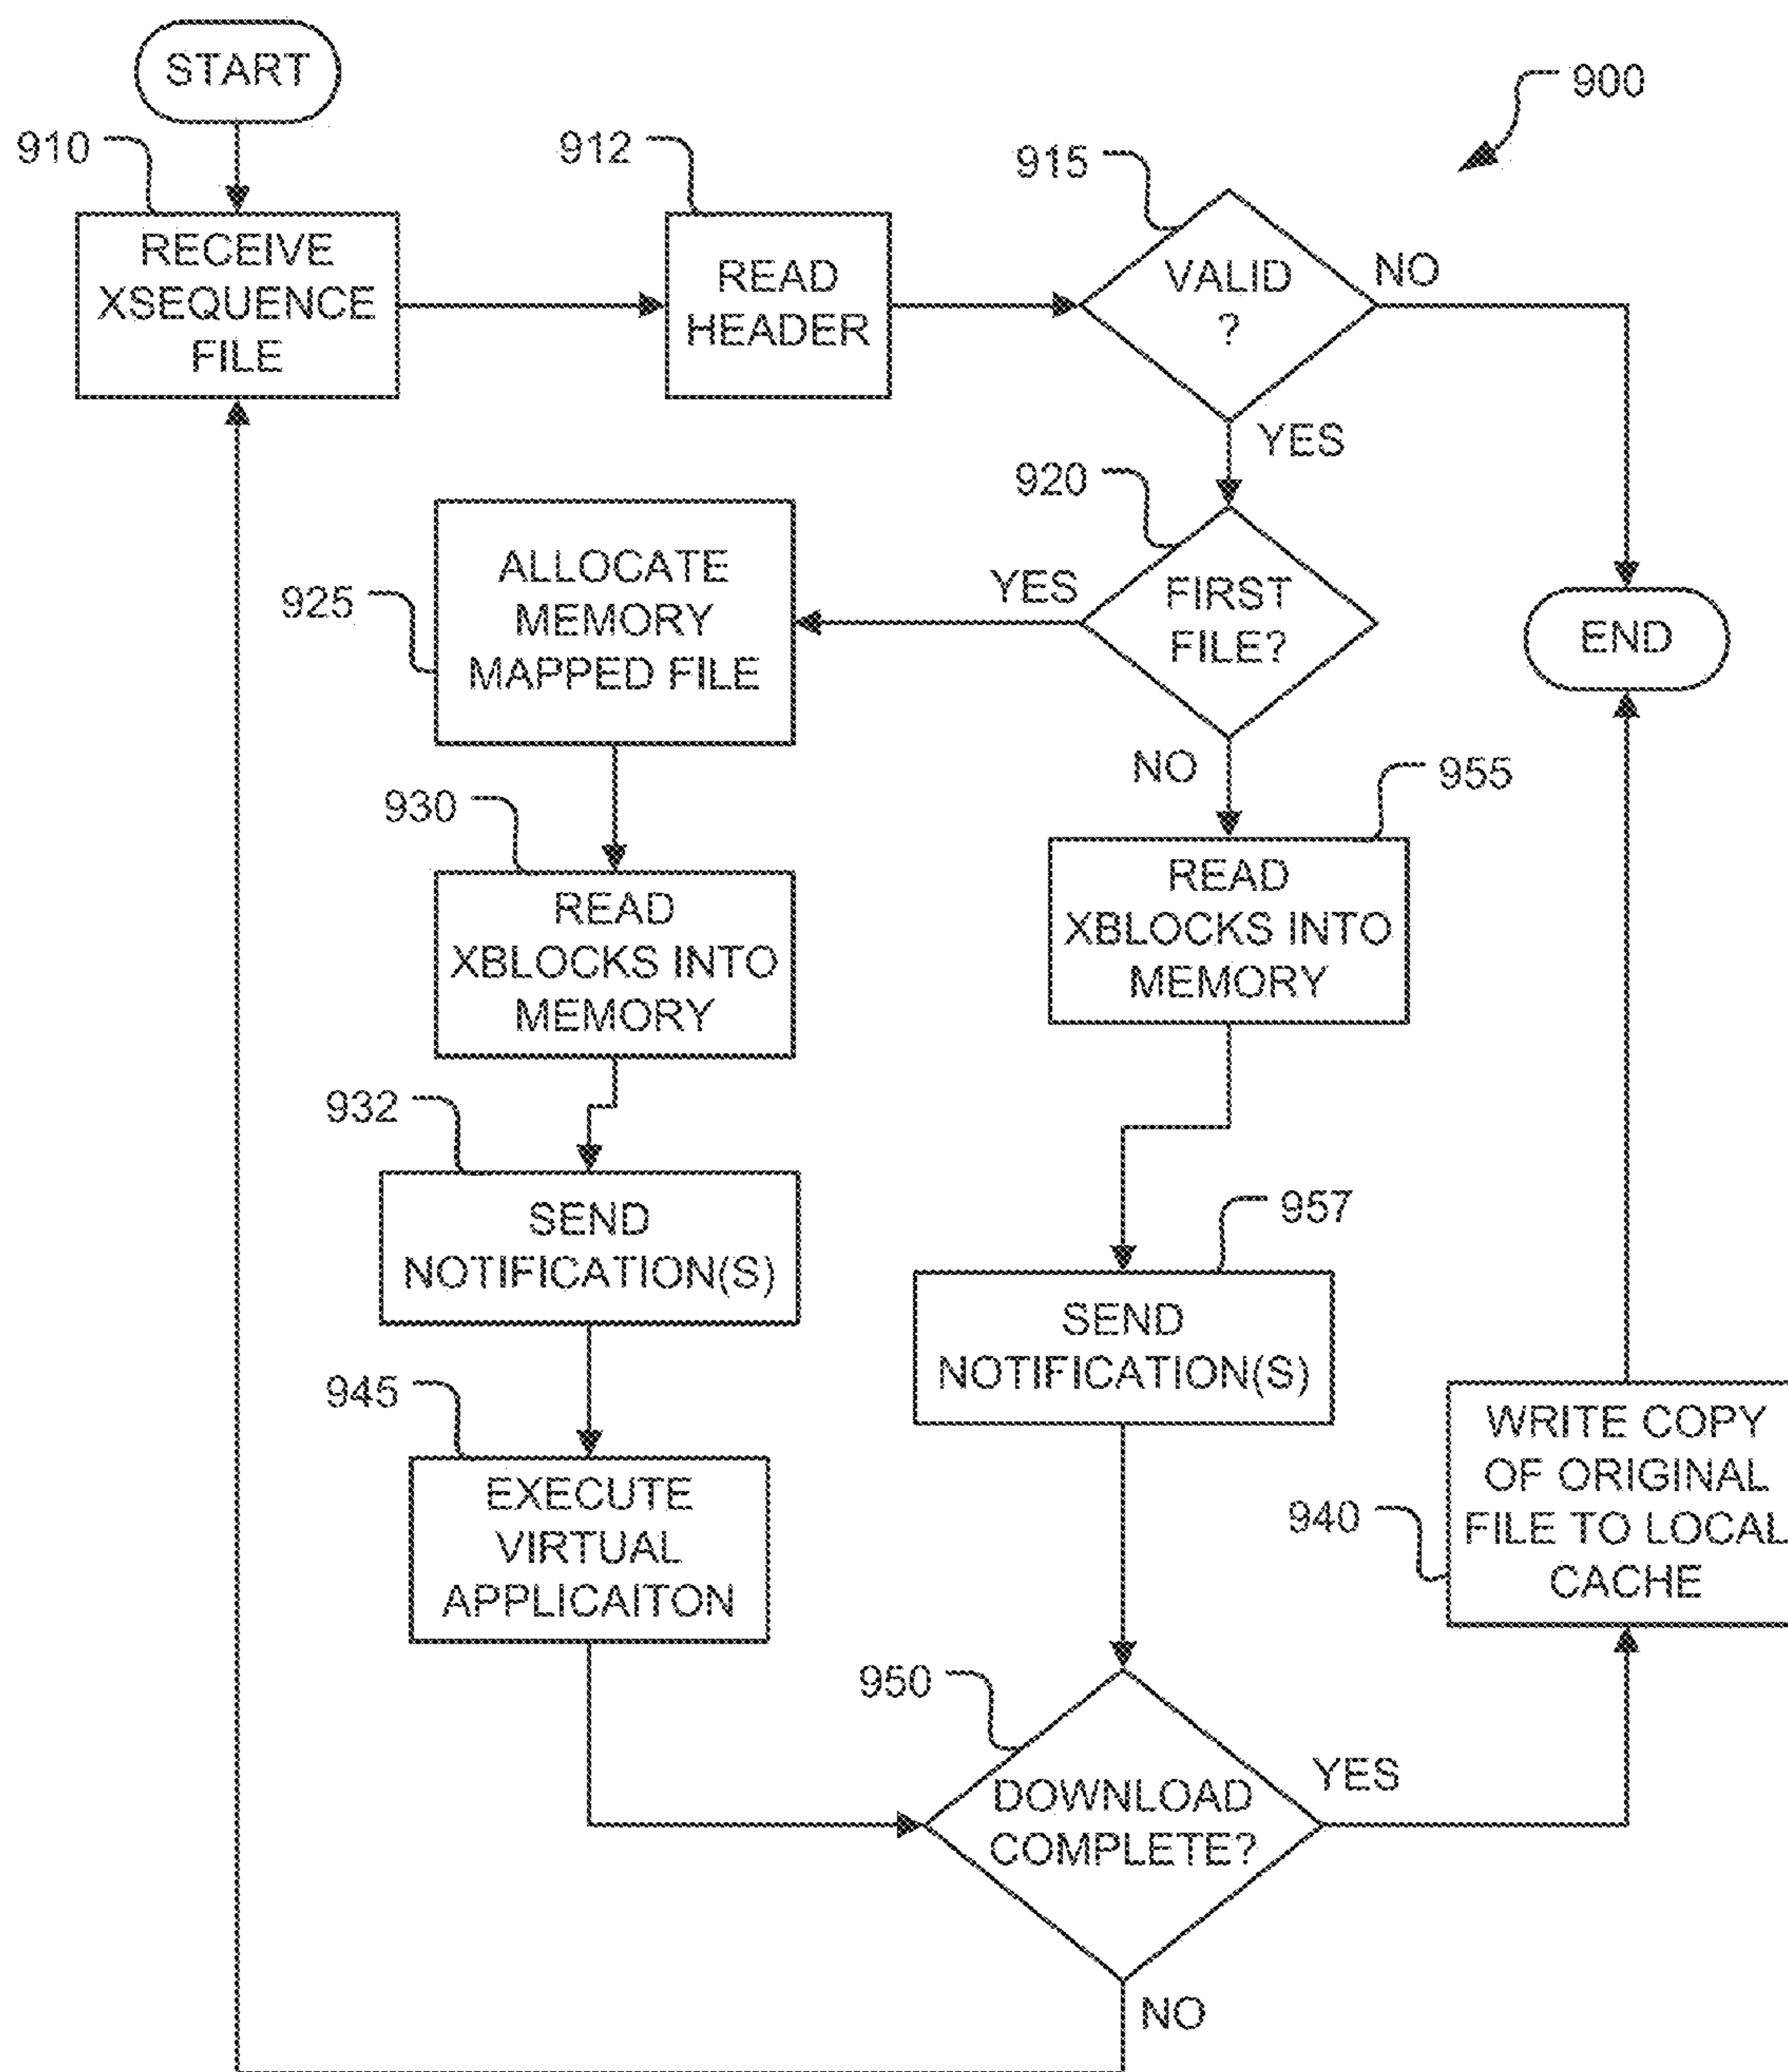 START
900
910
912
915
RECEIVE
XSEQUENCE
FILE
READ
HEADER
VALID
?
NO
YES
920
ALLOCATE
MEMORY
MAPPED FILE
925
YES
FIRST
FILE?
END
NO
955
930
READ
XBLOCKS INTO
MEMORY
READ
XBLOCKS INTO
MEMORY
932
SEND
NOTIFICATION(S)
957
SEND
NOTIFICATION(S)
945
EXECUTE
VIRTUAL
APPLICAITON
WRITE COPY
OF ORIGINAL
FILE TO LOCAL
CACHE
940
950
DOWNLOAD
COMPLETE?
YES
NO